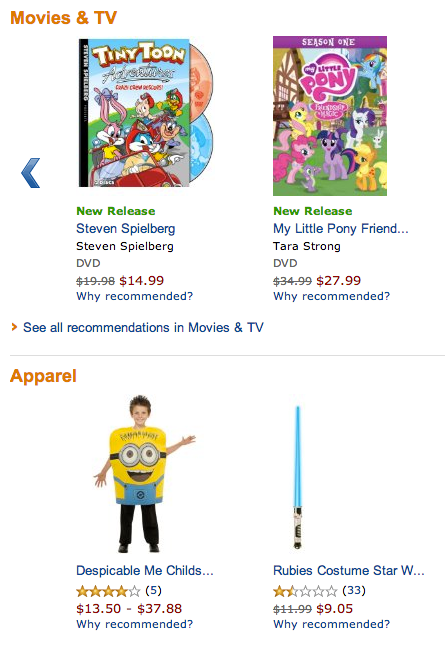 Movies & TV
STEVEN SPIELBERG
TINY TOON
Adventures
CRAZY CREW RESCUES!
2 DISCS
SEASON ONE
MY LITTLE
PONY
FRIENDSHIP
MAGIC
New Release
Steven Spielberg
Steven Spielberg
DVD
$19.98 $14.99
Why recommended?
New Release
My Little Pony Friend...
Tara Strong
DVD
$34.99 $27.99
Why recommended?
› See all recommendations in Movies & TV
Apparel
Despicable Me Childs...
(5)
$13.50 - $37.88
Why recommended?
Rubies Costume Star W...
(33)
$11.99 $9.05
Why recommended?